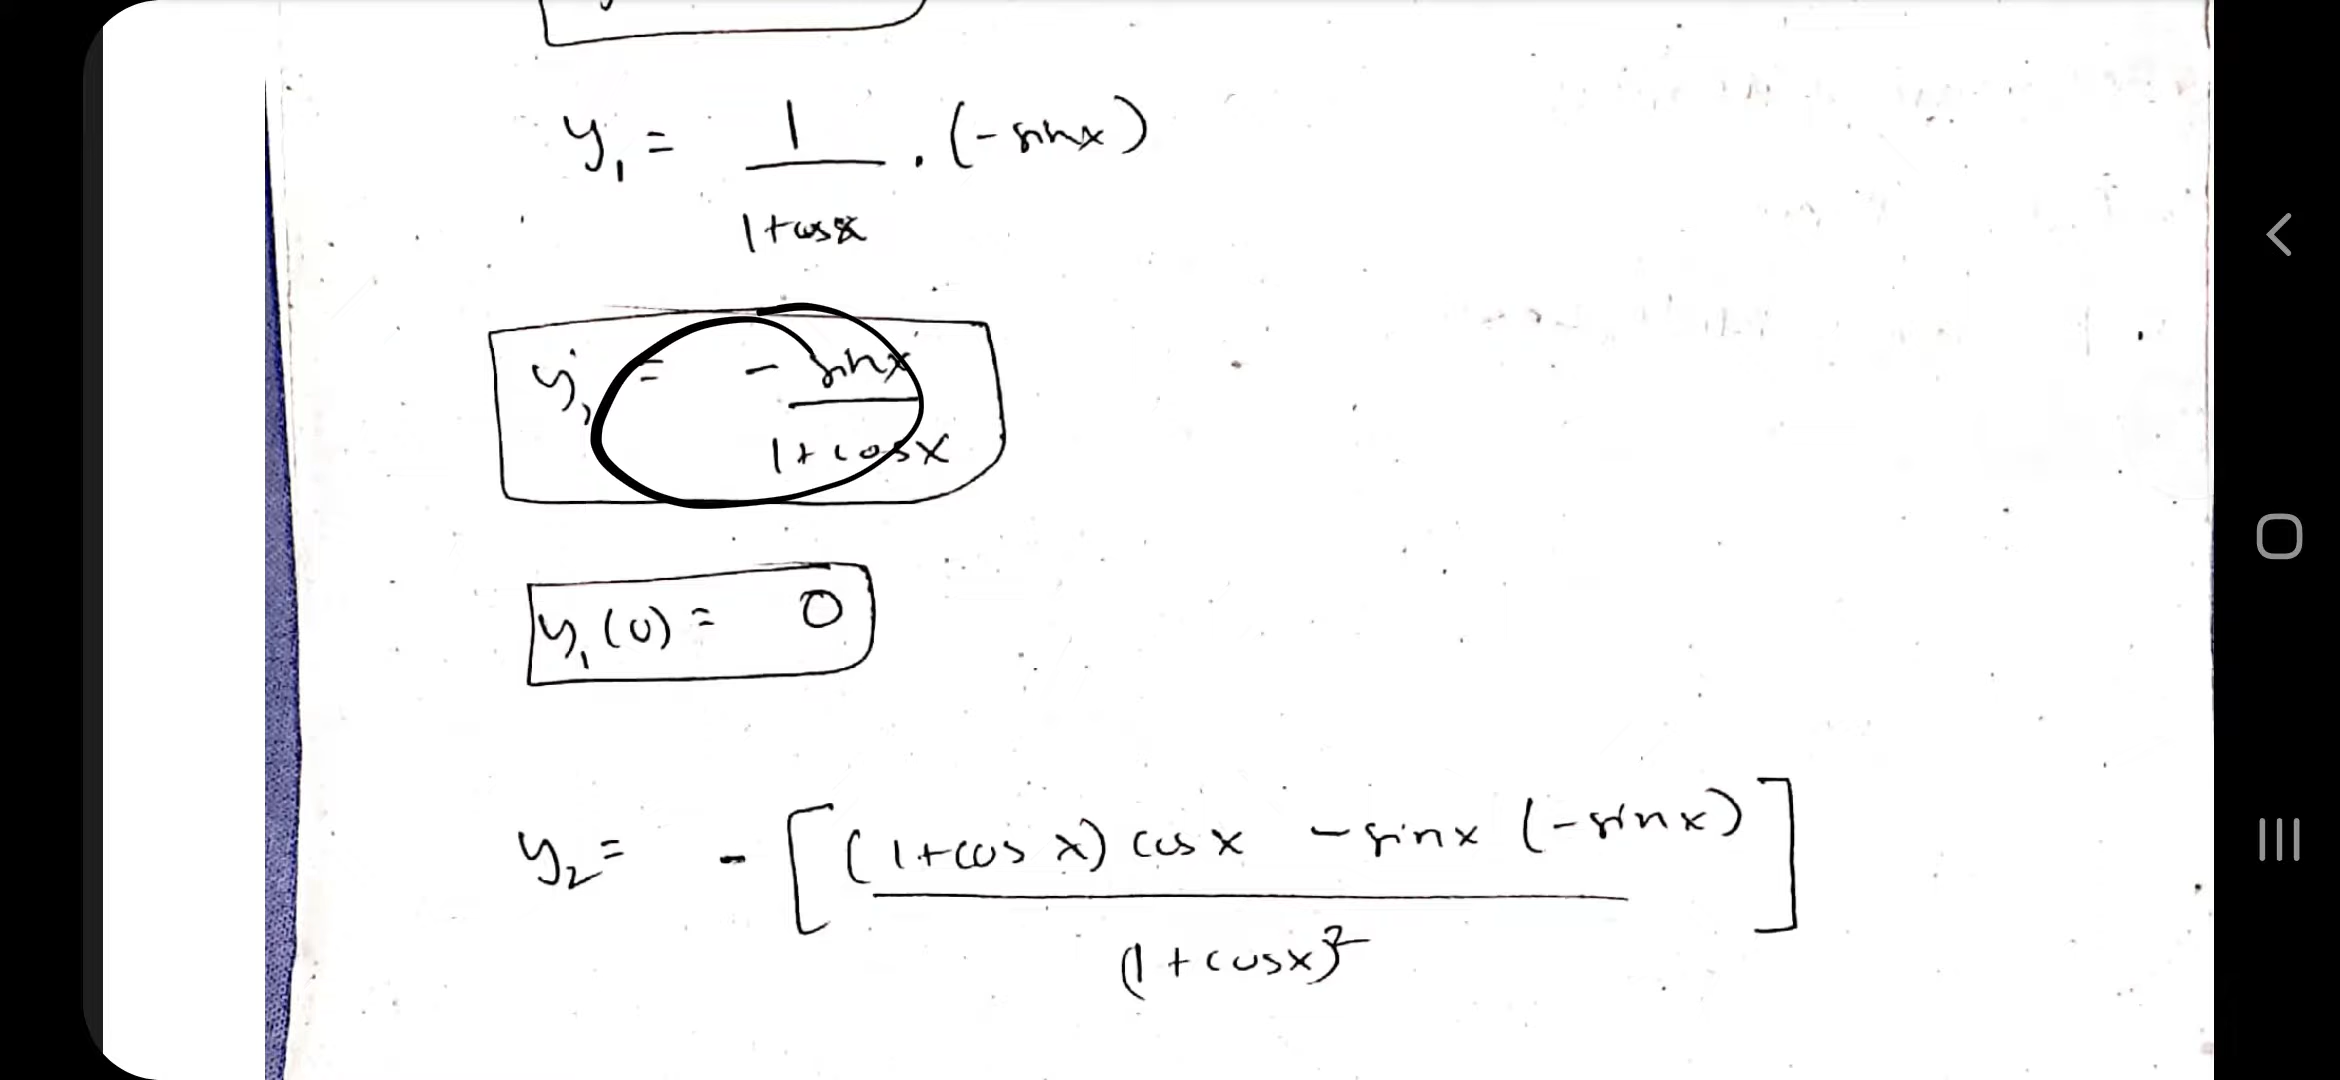 y₁ = 1/(1+cosx) . (-sinx)
y₁ = - sinx/(1+cosx)
y₁(0) = 0
y₂ = - [ ((1+cos x) cos x - sinx (-sinx))/(1+cosx)² ]